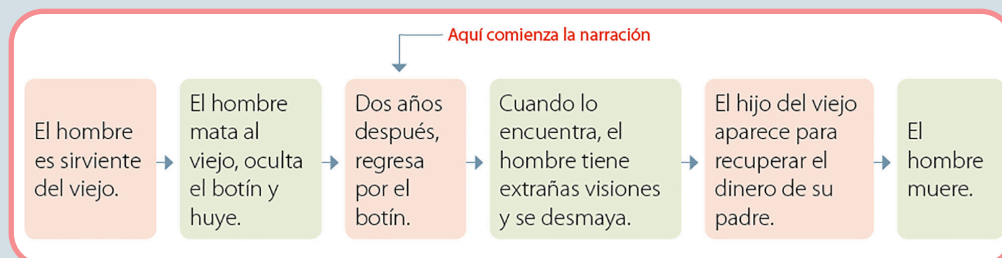 Aquí comienza la narración
El hombre
es sirviente
del viejo.
El hombre
mata al
viejo, oculta
el botín y
huye.
Dos años
después,
regresa
por el
botín.
Cuando lo
encuentra, el
hombre tiene
extrañas visiones
y se desmaya.
El hijo del viejo
aparece para
recuperar el
dinero de su
padre.
El
hombre
muere.